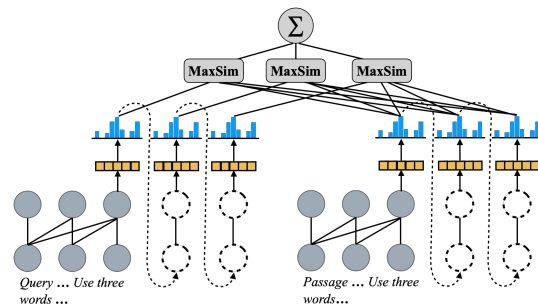 Σ
MaxSim MaxSim MaxSim
Query ... Use three
words ...
Passage ... Use three
words...